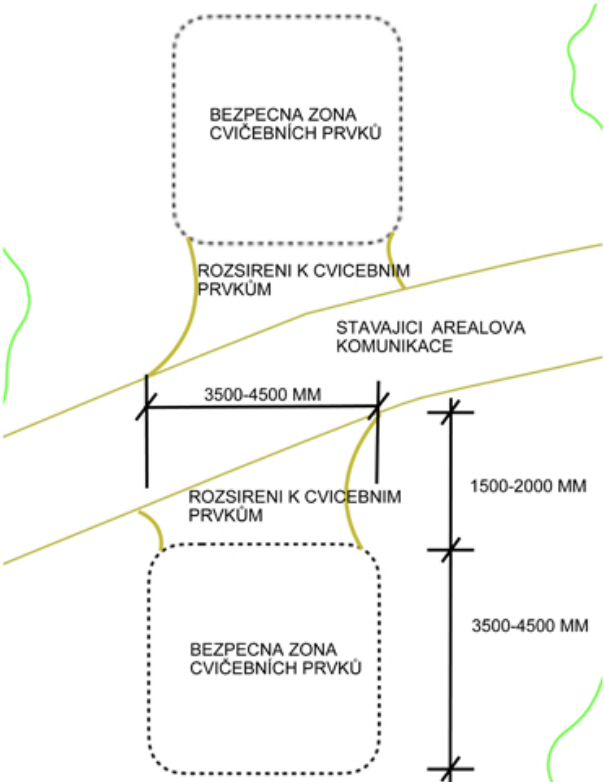 BEZPECNA ZONA
CVIČEBNÍCH PRVKŮ
ROZSIRENI K CVICEBNIM
PRVKŮM
STAVAJICI AREALOVA
KOMUNIKACE
3500-4500 MM
ROZSIRENI K CVICEBNIM
PRVKŮM
1500-2000 MM
3500-4500 MM
BEZPECNA ZONA
CVIČEBNÍCH PRVKŮ